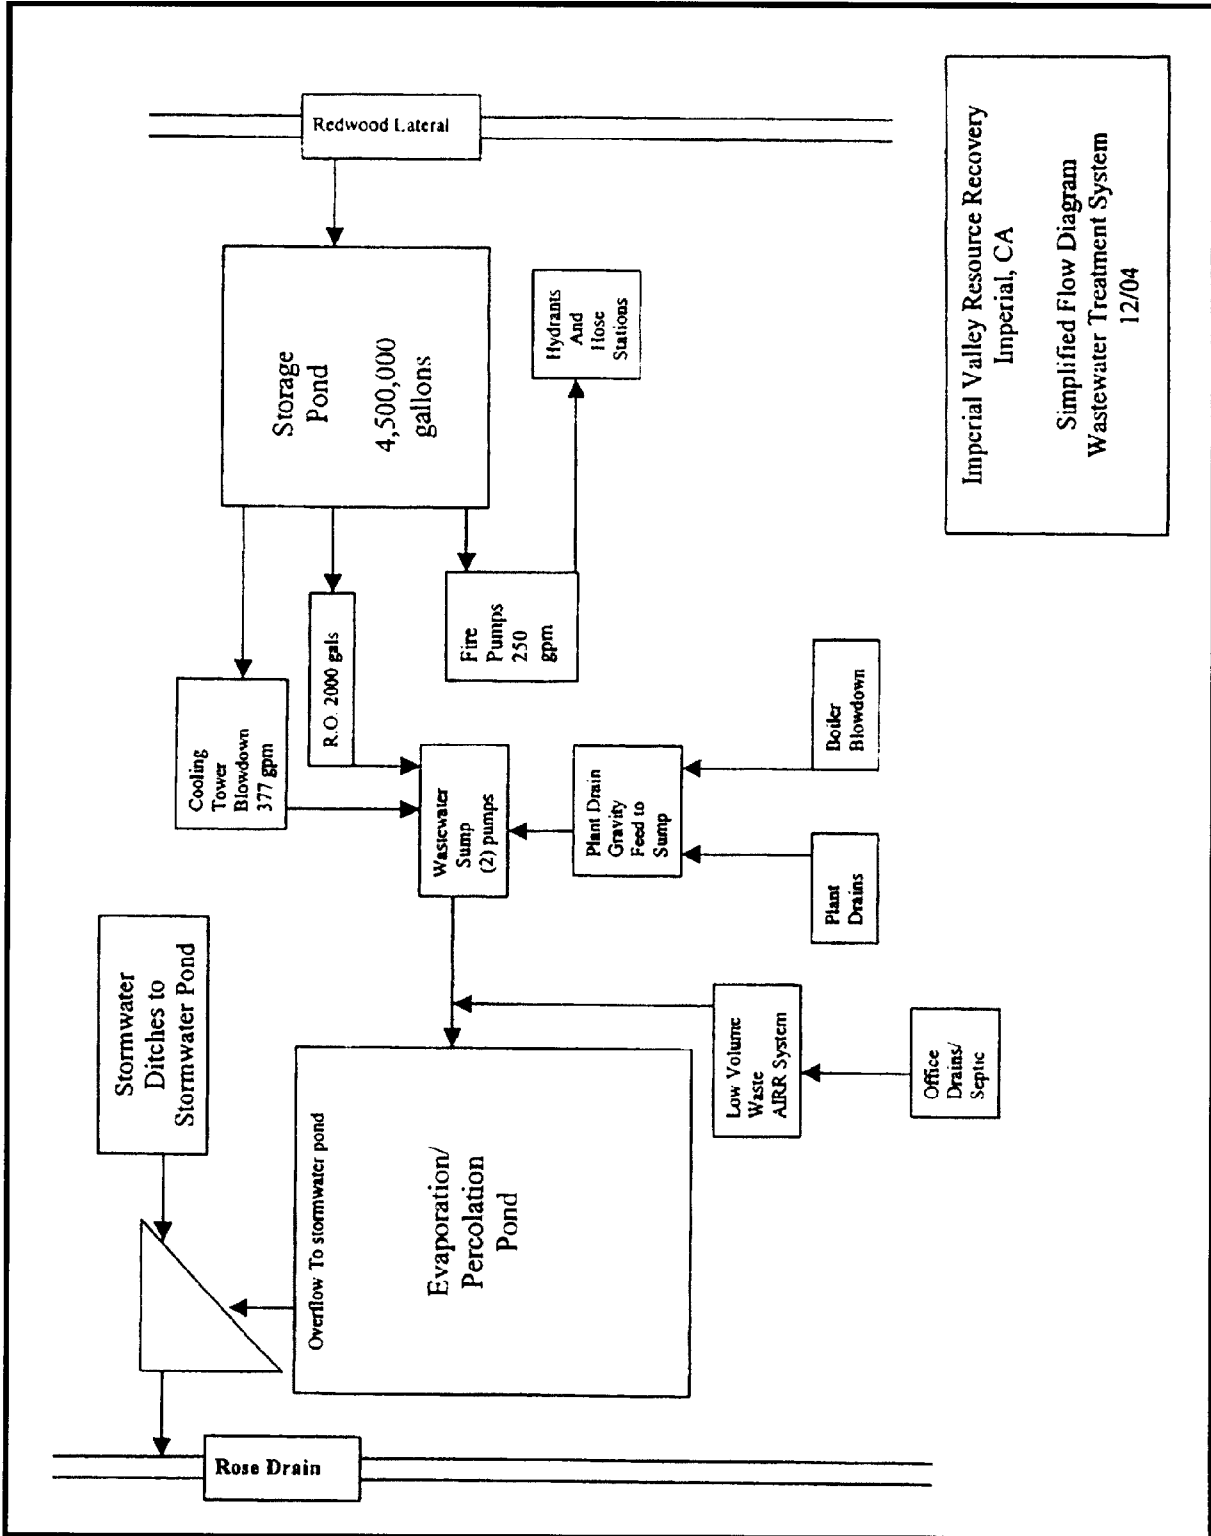 Redwood Lateral
Storage
Pond
4,500,000
gallons
Hydrants
And
Hose
Stations
Cooling
Tower
Blowdown
377 gpm
R.O. 2000 gals
Fire
Pumps
250
gpm
Wastewater
Sump
(2) pumps
Plant Drain
Gravity
Feed to
Sump
Boiler
Blowdown
Plant
Drains
Stormwater
Ditches to
Stormwater Pond
Overflow To stormwater pond
Evaporation/
Percolation
Pond
Low Volume
Waste
AIRR System
Office
Drains/
Septic
Rose Drain
Imperial Valley Resource Recovery
Imperial, CA
Simplified Flow Diagram
Wastewater Treatment System
12/04